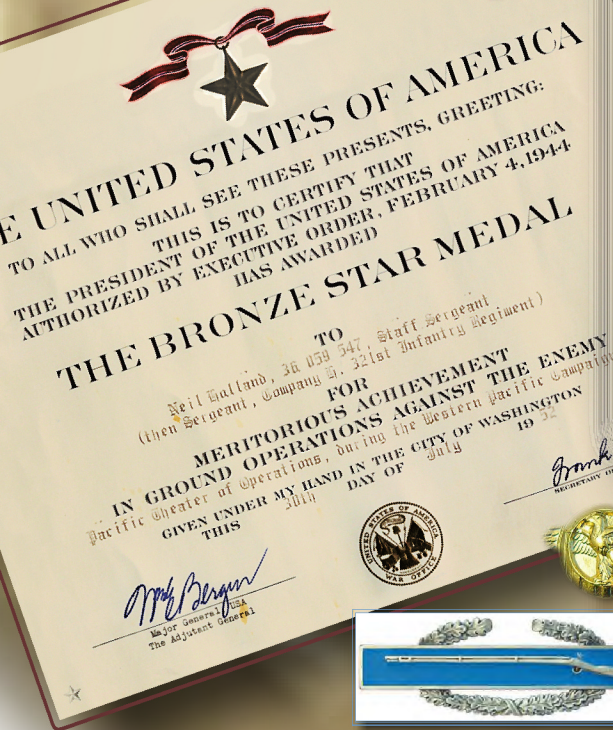 E UNITED STATES OF AMERICA
TO ALL WHO SHALL SEE THESE PRESENTS, GREETING:
THIS IS TO CERTIFY THAT
THE PRESIDENT OF THE UNITED STATES OF AMERICA
AUTHORIZED BY EXECUTIVE ORDER, FEBRUARY 4, 1944
HAS AWARDED
THE BRONZE STAR MEDAL
TO
Neil Holland, 36 059 547, Staff Sergeant
(then Sergeant, Company H, 321st Infantry Regiment)
FOR
MERITORIOUS ACHIEVEMENT
IN GROUND OPERATIONS AGAINST THE ENEMY
Pacific Theater of Operations, during the Western Pacific Campaign
GIVEN UNDER MY HAND IN THE CITY OF WASHINGTON
THIS 30th DAY OF July 19 52
Major General, USA
The Adjutant General
UNITED STATES OF AMERICA
WAR OFFICE
SECRETARY O